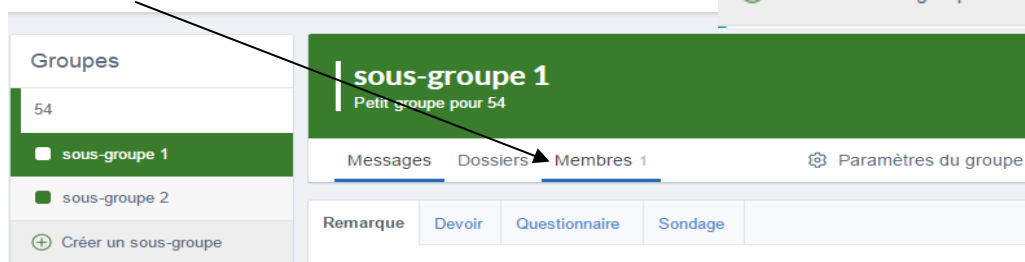 Groupes
54
sous-groupe 1
sous-groupe 2
Créer un sous-groupe
sous-groupe 1
Petit groupe pour 54
Messages Dossiers Membres 1
Paramètres du groupe
Remarque Devoir Questionnaire Sondage